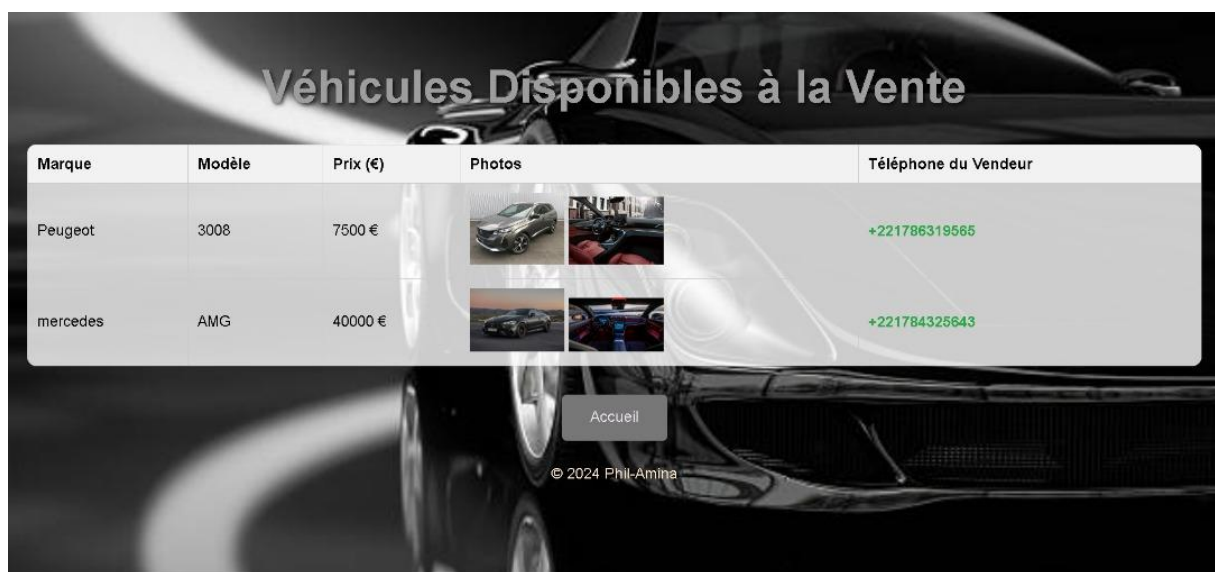 Véhicules Disponibles à la Vente
Marque Modèle Prix (€) Photos Téléphone du Vendeur
Peugeot 3008 7500 € +221786319565
mercedes AMG 40000 € +221784325643
Accueil
© 2024 Phil-Amina